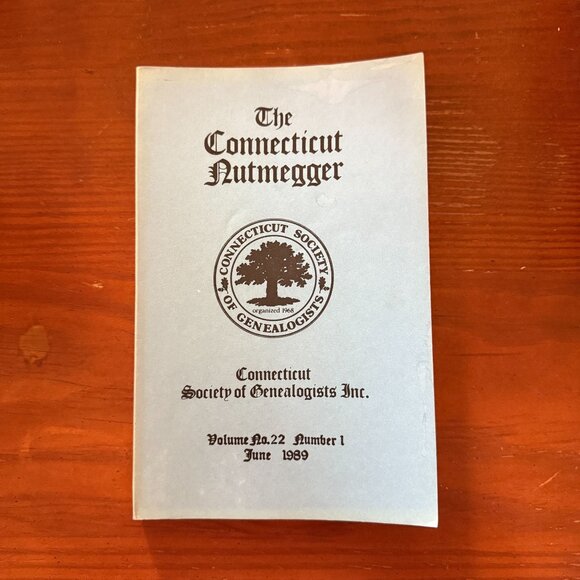 The
Connecticut
Nutmegger
CONNECTICUT SOCIETY
OF GENEALOGISTS
organized 1968
Connecticut
Society of Genealogists Inc.
Volume No.22 Number 1
June 1989